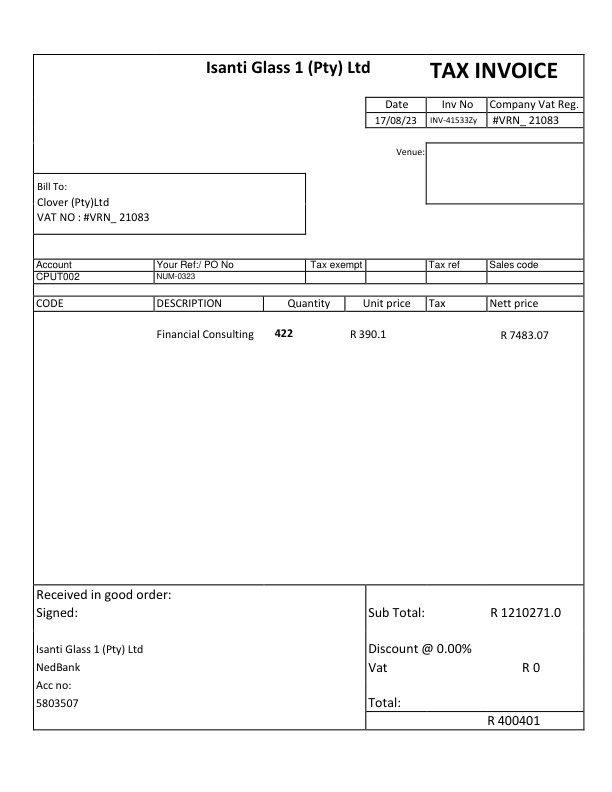 Isanti Glass 1 (Pty) Ltd TAX INVOICE
Date Inv No Company Vat Reg.
17/08/23 INV-41533Zy #VRN_ 21083
Venue:
Bill To:
Clover (Pty)Ltd
VAT NO : #VRN_ 21083
Account Your Ref:/ PO No Tax exempt Tax ref Sales code
CPUT002 NUM-0323
CODE DESCRIPTION Quantity Unit price Tax Nett price
Financial Consulting 422 R 390.1 R 7483.07
Received in good order:
Signed: Sub Total: R 1210271.0
Isanti Glass 1 (Pty) Ltd Discount @ 0.00%
NedBank Vat R 0
Acc no:
5803507 Total:
R 400401